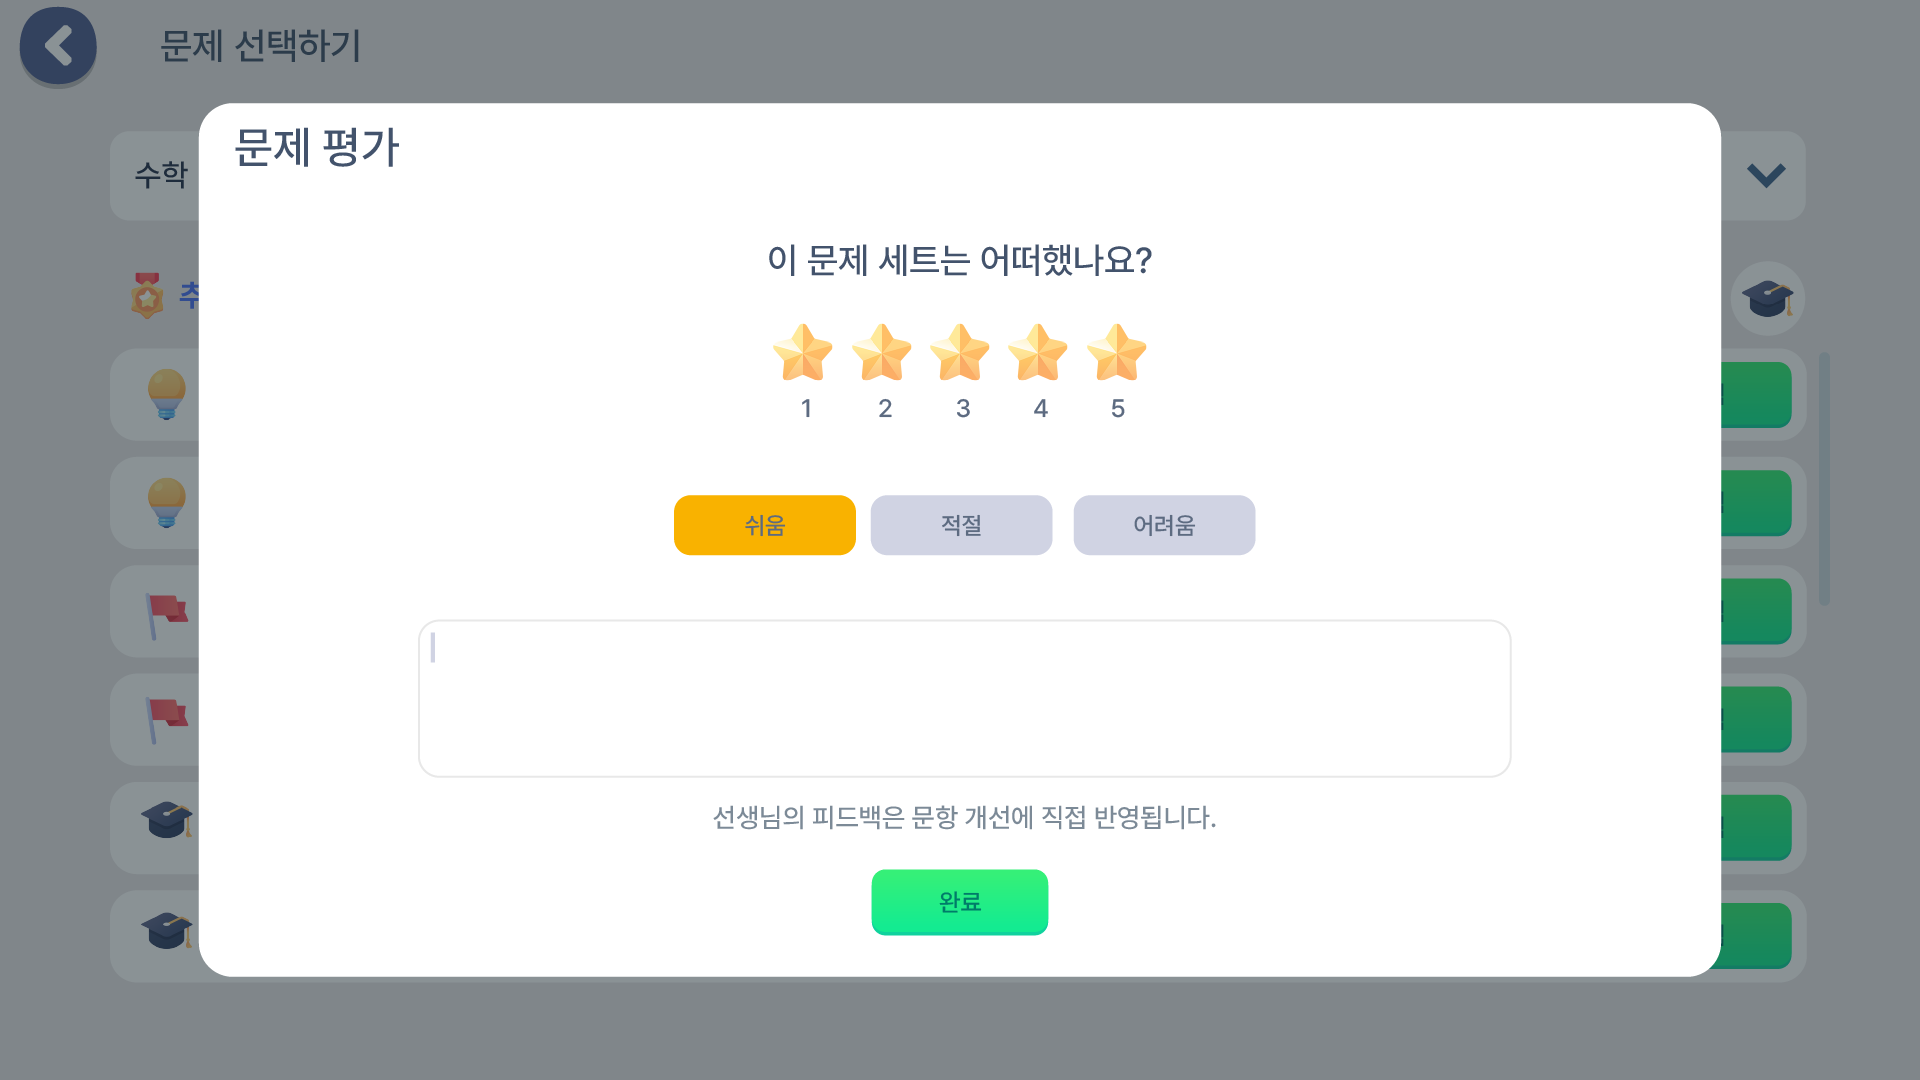 문제 선택하기
문제 평가
수학
이 문제 세트는 어떠했나요?
1 2 3 4 5
쉬움 적절 어려움
선생님의 피드백은 문항 개선에 직접 반영됩니다.
완료